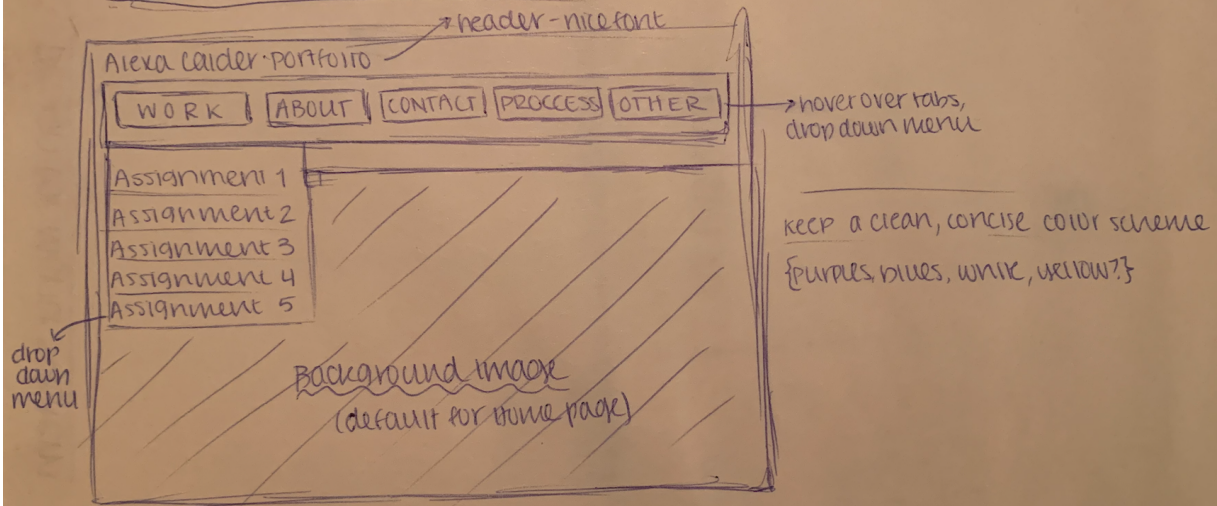 header - nice font
Alexa Calder · portfolio
WORK ABOUT CONTACT PROCCESS OTHER
hover over tabs,
drop down menu
Assignment 1
Assignment 2
Assignment 3
Assignment 4
Assignment 5
keep a clean, concise color scheme
{purples, blues, white, yellow?}
drop
down
menu
Background image
(default for home page)